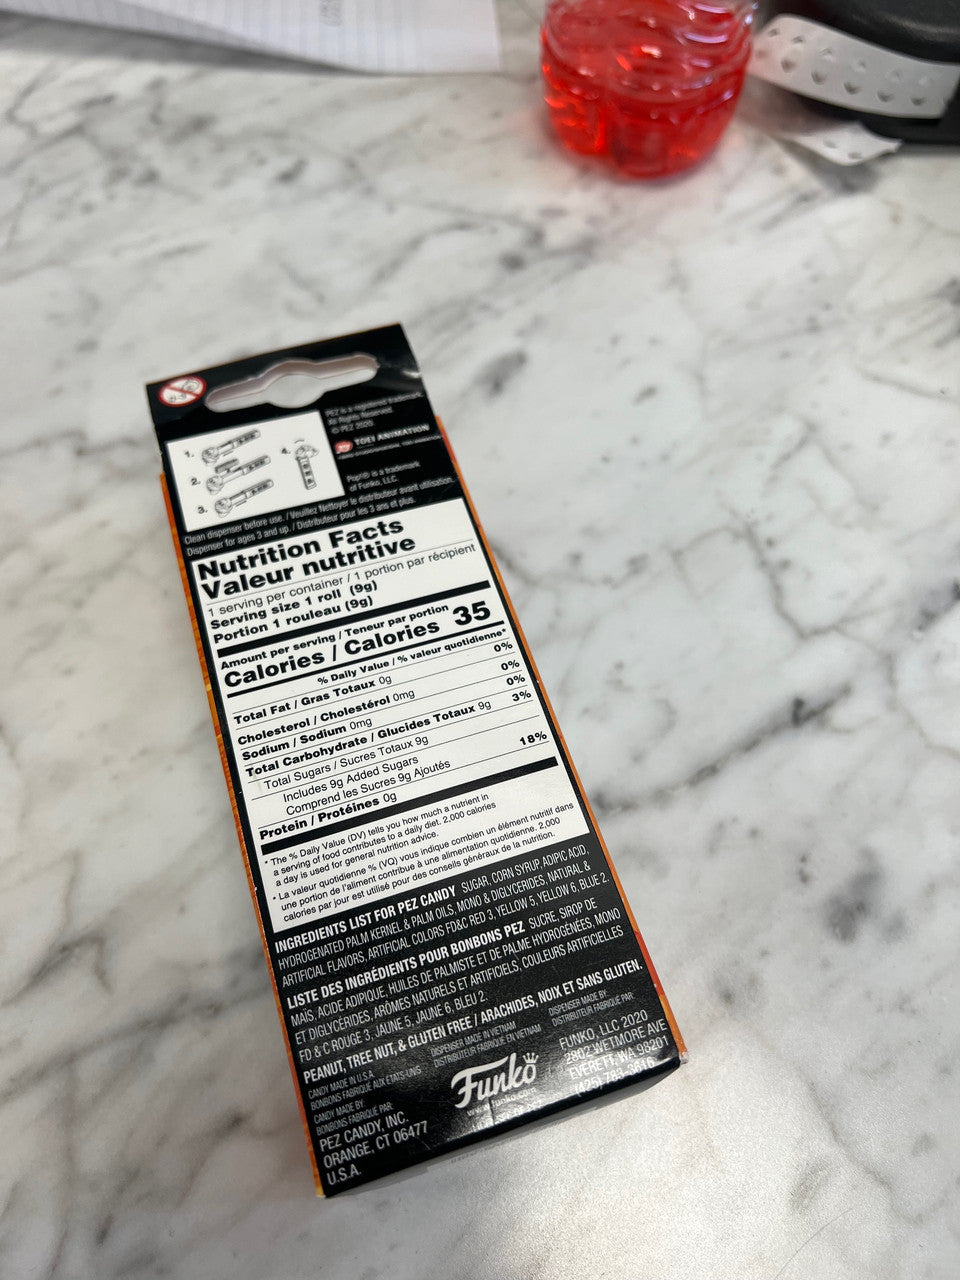 PEZ is a registered trademark.
All Rights Reserved.
© PEZ 2020.
TOEI ANIMATION
Pop!® is a trademark
of Funko, LLC.
1.
2.
3.
4.
Clean dispenser before use. / Veuillez Nettoyer le distributeur avant utilisation.
Dispenser for ages 3 and up. / Distributeur pour les 3 ans et plus.
Nutrition Facts
Valeur nutritive
1 serving per container / 1 portion par récipient
Serving size 1 roll (9g)
Portion 1 rouleau (9g)
Amount per serving / Teneur par portion
Calories / Calories 35
% Daily Value / % valeur quotidienne*
Total Fat / Gras Totaux 0g 0%
Cholesterol / Cholestérol 0mg 0%
Sodium / Sodium 0mg 0%
Total Carbohydrate / Glucides Totaux 9g 3%
Total Sugars / Sucres Totaux 9g
Includes 9g Added Sugars 18%
Comprend les Sucres 9g Ajoutés
Protein / Protéines 0g
* The % Daily Value (DV) tells you how much a nutrient in
a serving of food contributes to a daily diet. 2,000 calories
a day is used for general nutrition advice.
* La valeur quotidienne % (VQ) vous indique combien un élément nutritif dans
une portion de l'aliment contribue à une alimentation quotidienne. 2,000
calories par jour est utilisé pour des conseils généraux de la nutrition.
INGREDIENTS LIST FOR PEZ CANDY SUGAR, CORN SYRUP, ADIPIC ACID,
HYDROGENATED PALM KERNEL & PALM OILS, MONO & DIGLYCERIDES, NATURAL &
ARTIFICIAL FLAVORS, ARTIFICIAL COLORS FD&C RED 3, YELLOW 5, YELLOW 6, BLUE 2.
LISTE DES INGRÉDIENTS POUR BONBONS PEZ SUCRE, SIROP DE
MAÏS, ACIDE ADIPIQUE, HUILES DE PALMISTE ET DE PALME HYDROGÉNÉES, MONO
ET DIGLYCÉRIDES, ARÔMES NATURELS ET ARTIFICIELS, COULEURS ARTIFICIELLES
FD & C ROUGE 3, JAUNE 5, JAUNE 6, BLEU 2.
PEANUT, TREE NUT, & GLUTEN FREE / ARACHIDES, NOIX ET SANS GLUTEN.
CANDY MADE IN U.S.A.
BONBONS FABRIQUÉ AUX ÉTATS-UNIS
CANDY MADE BY
BONBONS FABRIQUÉ PAR:
PEZ CANDY, INC.
ORANGE, CT 06477
U.S.A.
DISPENSER MADE IN VIETNAM
DISTRIBUTEUR FABRIQUÉ EN VIETNAM
Funko
www.funko.com
DISPENSER MADE BY:
DISTRIBUTEUR FABRIQUÉ PAR:
FUNKO, LLC 2020
2802 WETMORE AVE
EVERETT, WA 98201
(425) 783-3616